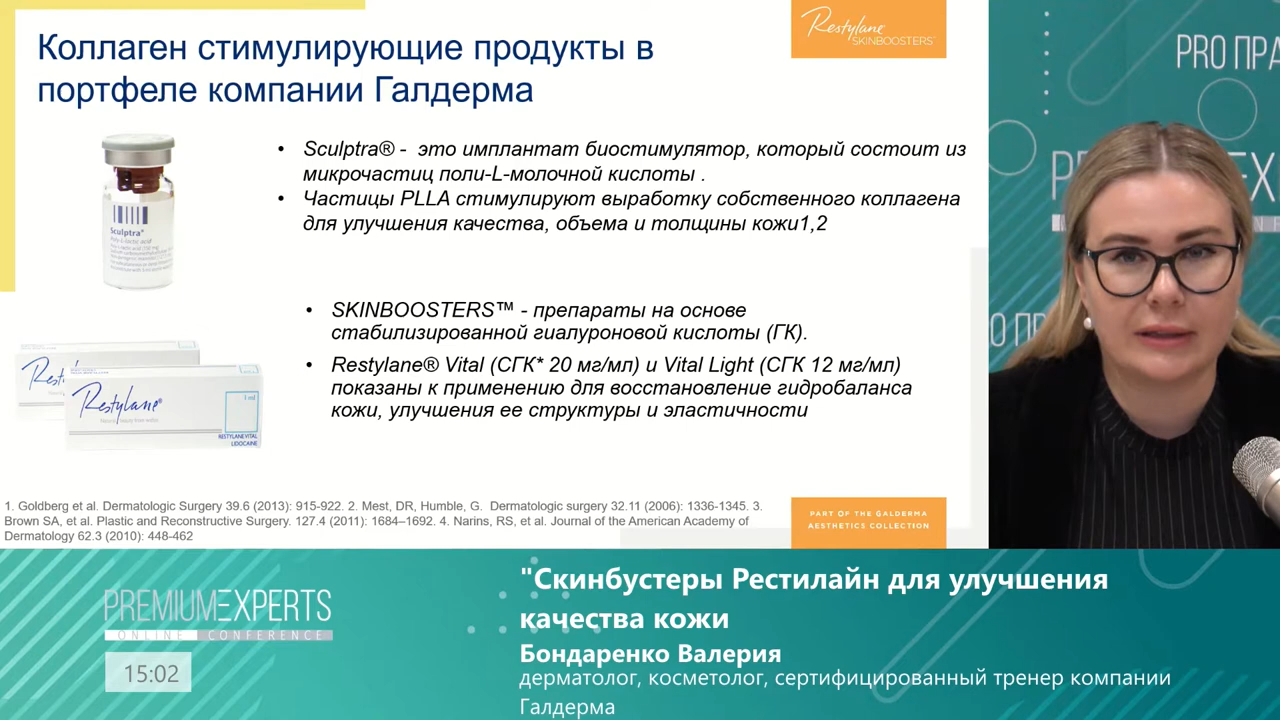 Restylane
SKINBOOSTERS™
Коллаген стимулирующие продукты в
портфеле компании Галдерма
• Sculptra® - это имплантат биостимулятор, который состоит из
микрочастиц поли-L-молочной кислоты .
• Частицы PLLA стимулируют выработку собственного коллагена
для улучшения качества, объема и толщины кожи1,2
Sculptra®
• SKINBOOSTERS™ - препараты на основе
стабилизированной гиалуроновой кислоты (ГК).
• Restylane® Vital (СГК* 20 мг/мл) и Vital Light (СГК 12 мг/мл)
показаны к применению для восстановление гидробаланса
кожи, улучшения ее структуры и эластичности
Rest
Restylane®
1 ml
RESTYLANE VITAL
LIDOCAINE
1. Goldberg et al. Dermatologic Surgery 39.6 (2013): 915-922. 2. Mest, DR, Humble, G. Dermatologic surgery 32.11 (2006): 1336-1345. 3.
Brown SA, et al. Plastic and Reconstructive Surgery. 127.4 (2011): 1684–1692. 4. Narins, RS, et al. Journal of the American Academy of
Dermatology 62.3 (2010): 448-462
PART OF THE GALDERMA
AESTHETICS COLLECTION
PRO ПРА
PREMIUM EX
O ПР
PREMIUMEXPERTS
ONLINE CONFERENCE
15:02
"Скинбустеры Рестилайн для улучшения
качества кожи
Бондаренко Валерия
дерматолог, косметолог, сертифицированный тренер компании
Галдерма